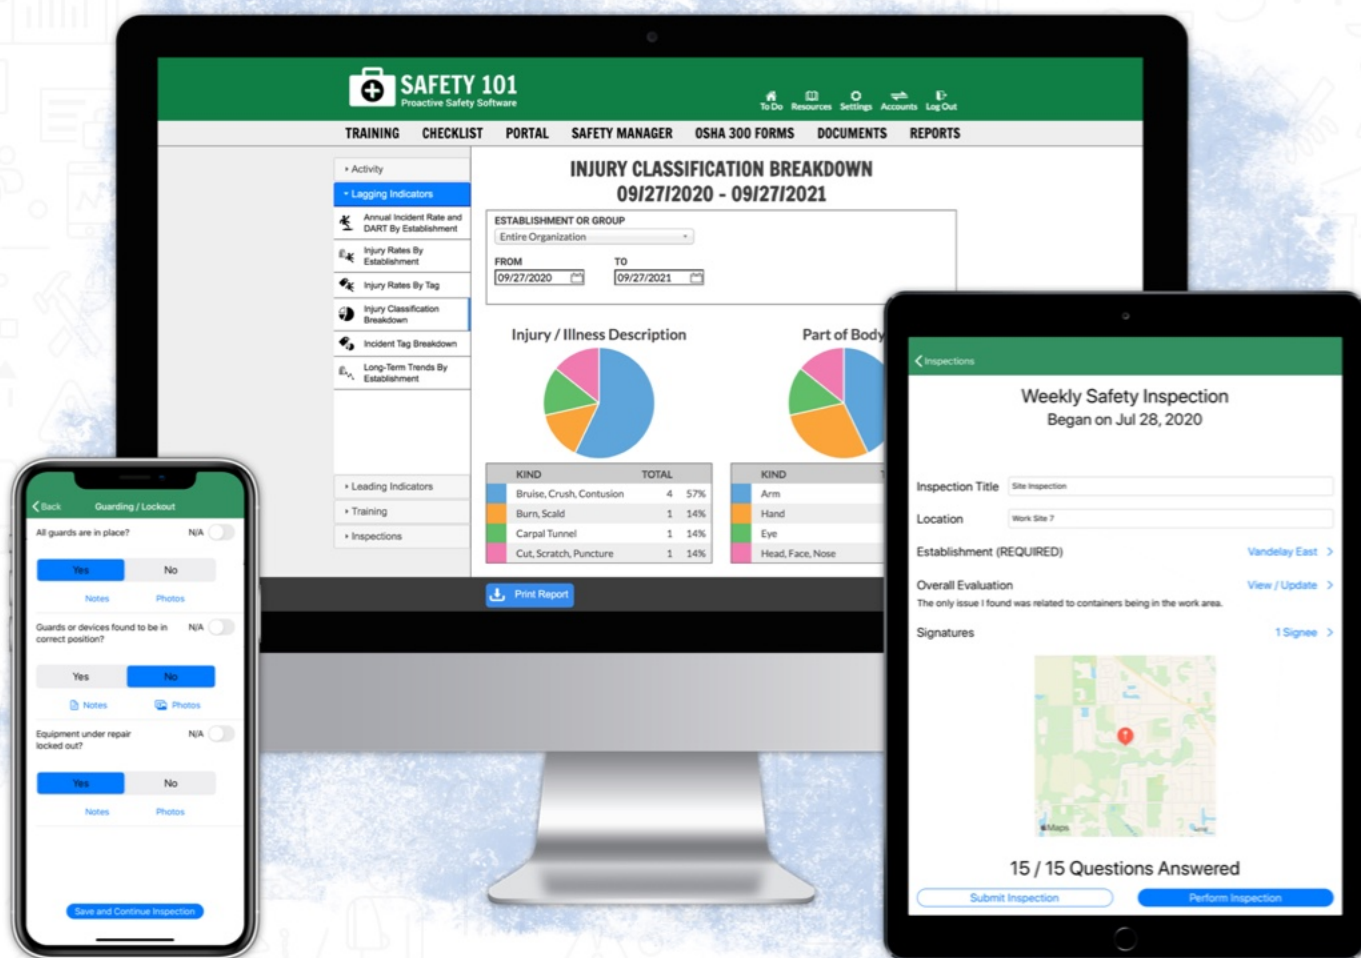 SAFETY 101
Proactive Safety Software
To Do Resources Settings Accounts Log Out
TRAINING CHECKLIST PORTAL SAFETY MANAGER OSHA 300 FORMS DOCUMENTS REPORTS
Activity
Lagging Indicators
Annual Incident Rate and
DART By Establishment
Injury Rates By
Establishment
Injury Rates By Tag
Injury Classification
Breakdown
Incident Tag Breakdown
Long-Term Trends By
Establishment
Leading Indicators
Training
Inspections
INJURY CLASSIFICATION BREAKDOWN
09/27/2020 - 09/27/2021
ESTABLISHMENT OR GROUP
Entire Organization
FROM TO
09/27/2020 09/27/2021
Injury / Illness Description
KIND TOTAL
Bruise, Crush, Contusion 4 57%
Burn, Scald 1 14%
Carpal Tunnel 1 14%
Cut, Scratch, Puncture 1 14%
Part of Body
KIND
Arm
Hand
Eye
Head, Face, Nose
Print Report
Back Guarding / Lockout
All guards are in place? N/A
Yes No
Notes Photos
Guards or devices found to be in N/A
correct position?
Yes No
Notes Photos
Equipment under repair N/A
locked out?
Yes No
Notes Photos
Save and Continue Inspection
Inspections
Weekly Safety Inspection
Began on Jul 28, 2020
Inspection Title Site Inspection
Location Work Site 7
Establishment (REQUIRED) Vandelay East
Overall Evaluation View / Update
The only issue I found was related to containers being in the work area.
Signatures 1 Signee
Maps
15 / 15 Questions Answered
Submit Inspection Perform Inspection